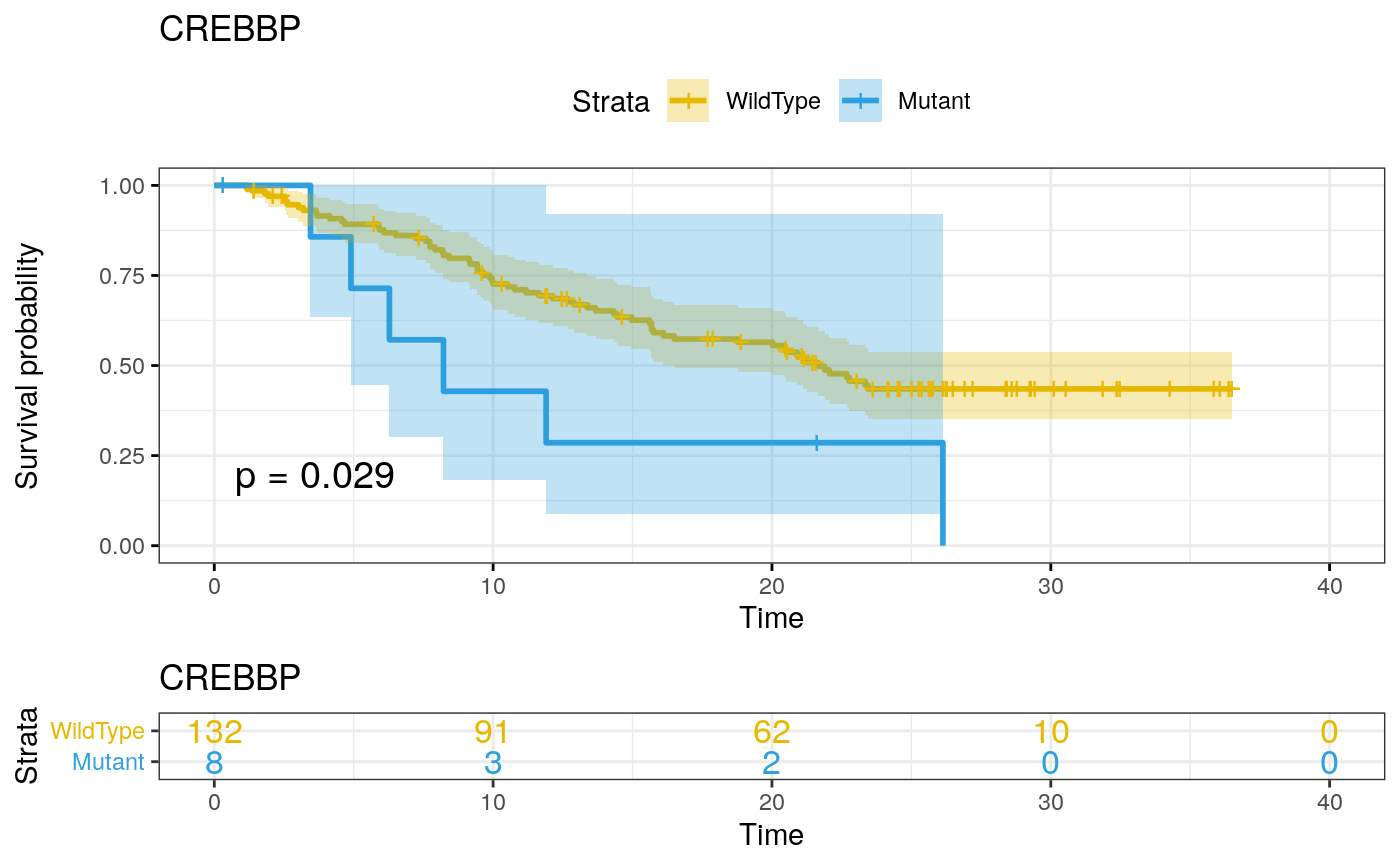 CREBBP
Strata WildType Mutant
Survival probability
1.00
0.75
0.50
0.25
0.00
p = 0.029
0 10 20 30 40
Time
CREBBP
Strata
WildType 132 91 62 10 0
Mutant 8 3 2 0 0
0 10 20 30 40
Time